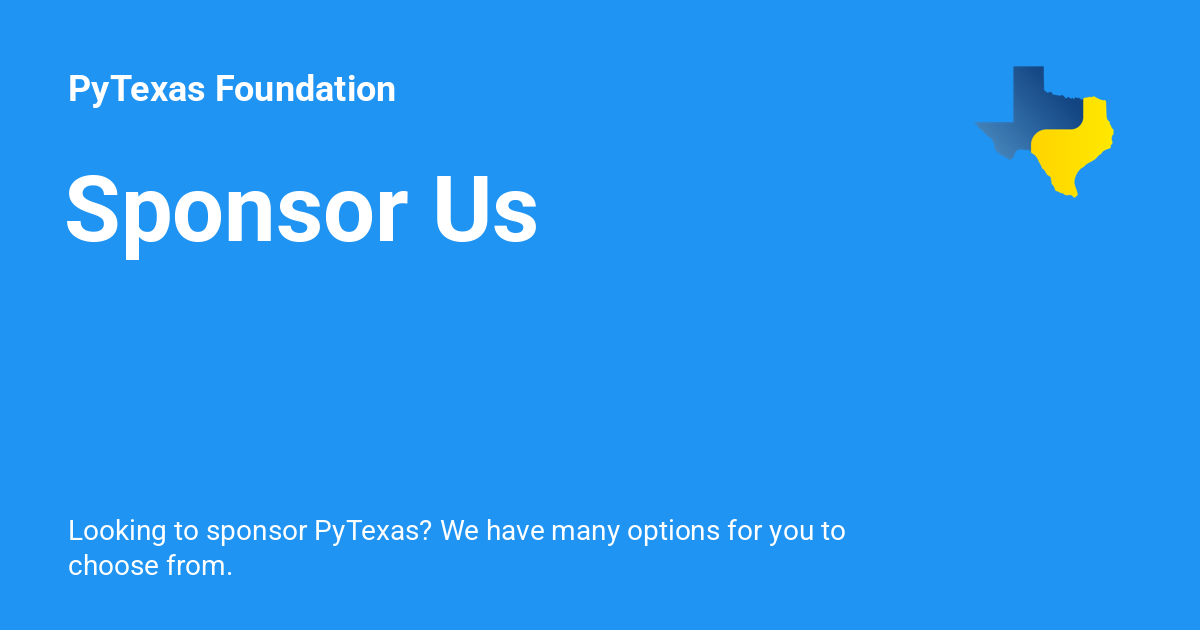 PyTexas Foundation
Sponsor Us
Looking to sponsor PyTexas? We have many options for you to
choose from.